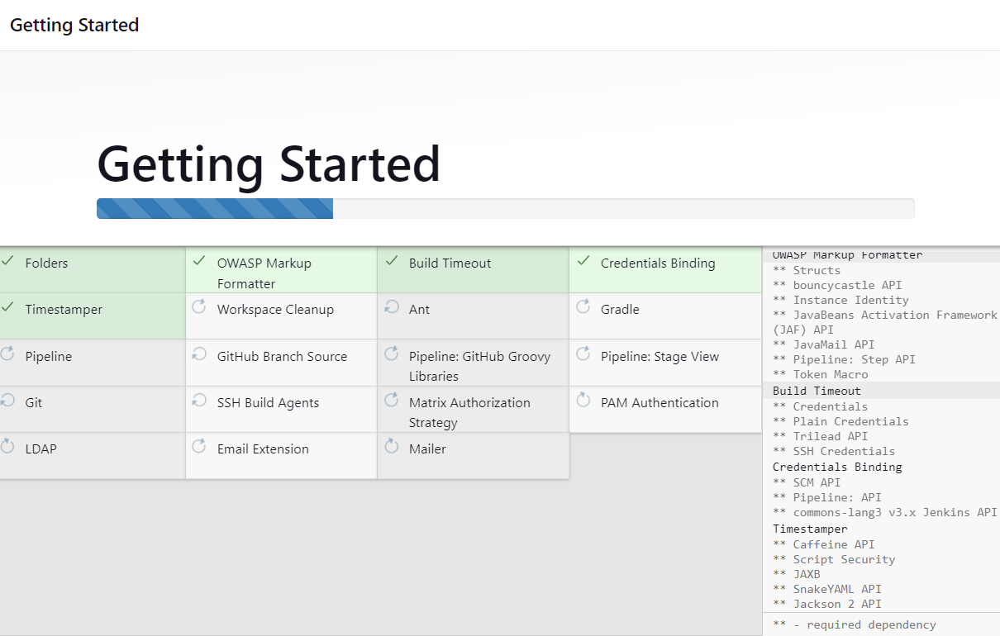 Getting Started
Getting Started
Folders
OWASP Markup
Formatter
Build Timeout
Credentials Binding
Timestamper
Workspace Cleanup
Ant
Gradle
Pipeline
GitHub Branch Source
Pipeline: GitHub Groovy
Libraries
Pipeline: Stage View
Git
SSH Build Agents
Matrix Authorization
Strategy
PAM Authentication
LDAP
Email Extension
Mailer
OWASP Markup Formatter
** Structs
** bouncycastle API
** Instance Identity
** JavaBeans Activation Framework
(JAF) API
** JavaMail API
** Pipeline: Step API
** Token Macro
Build Timeout
** Credentials
** Plain Credentials
** Trilead API
** SSH Credentials
Credentials Binding
** SCM API
** Pipeline: API
** commons-lang3 v3.x Jenkins API
Timestamper
** Caffeine API
** Script Security
** JAXB
** SnakeYAML API
** Jackson 2 API
** - required dependency